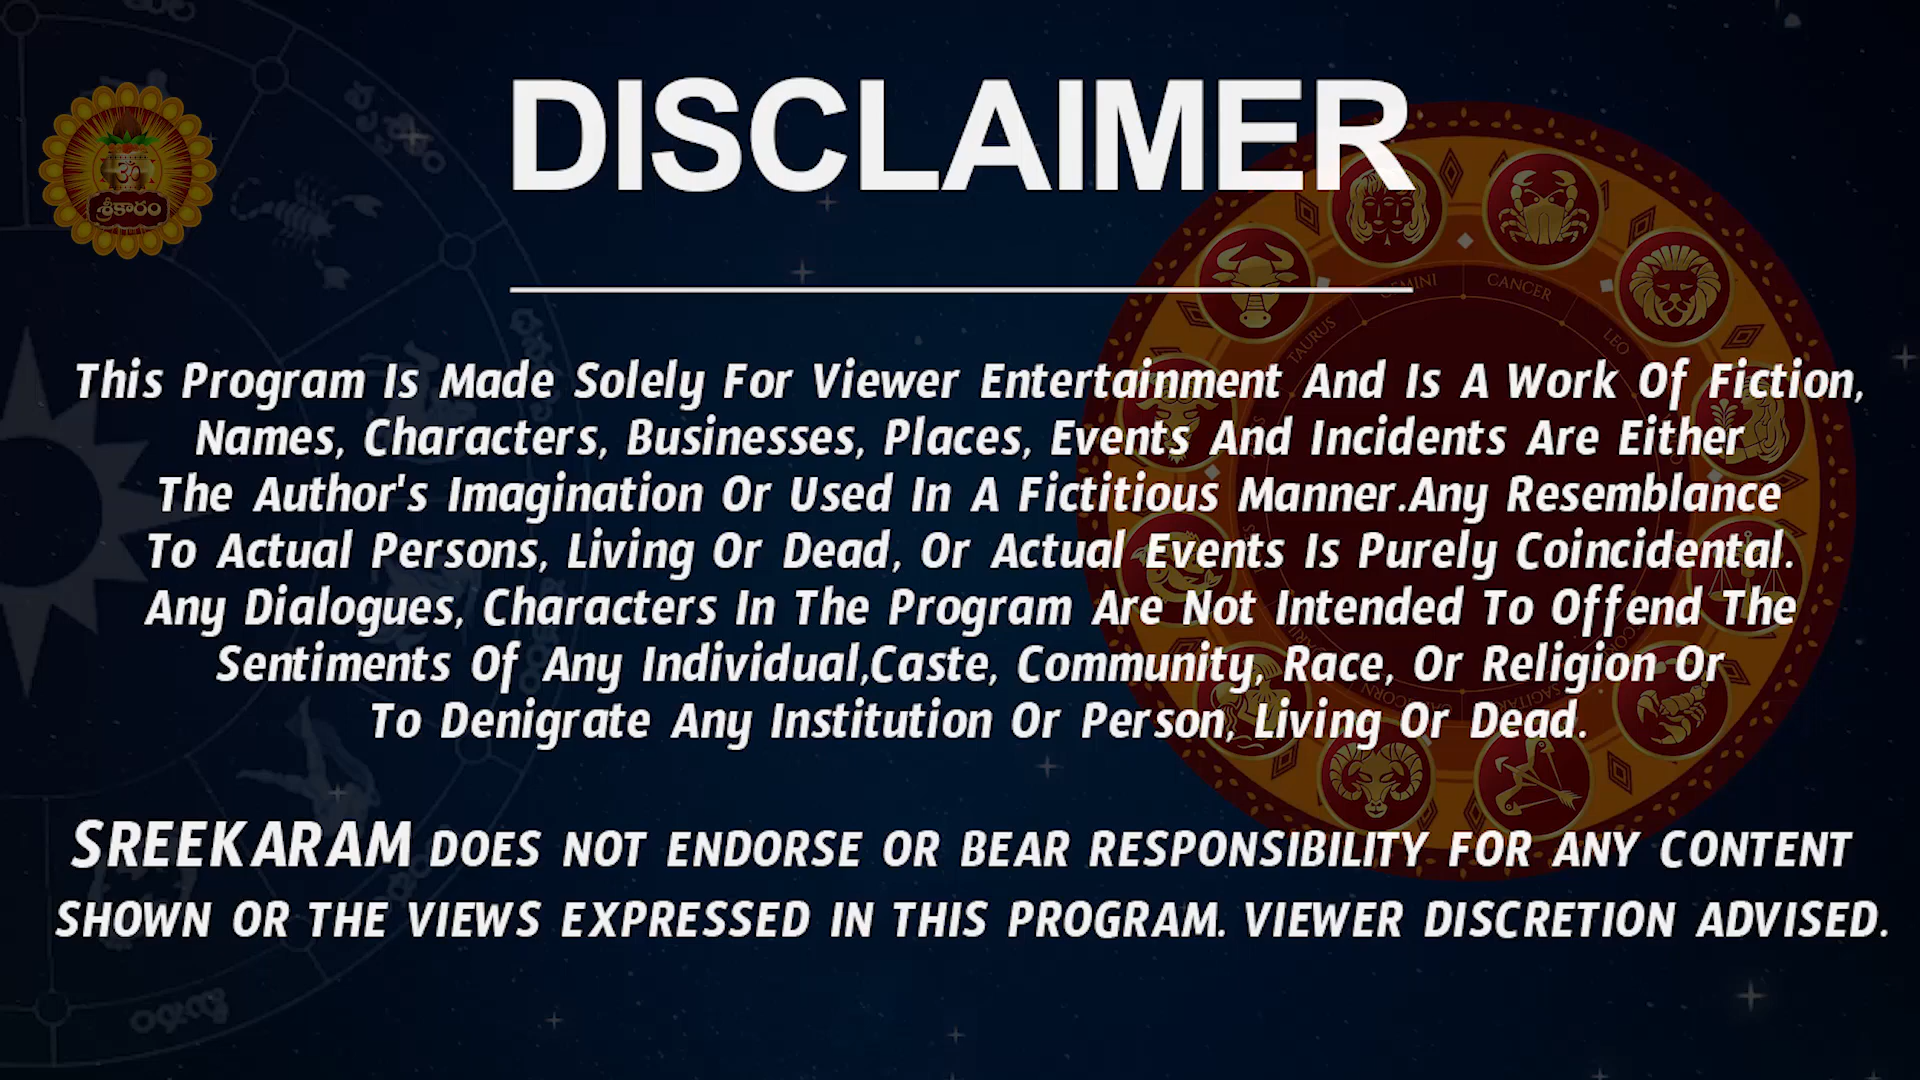 DISCLAIMER
ॐ
శ్రీకారం
GEMINI
CANCER
TAURUS
LEO
This Program Is Made Solely For Viewer Entertainment And Is A Work Of Fiction,
Names, Characters, Businesses, Places, Events And Incidents Are Either
The Author's Imagination Or Used In A Fictitious Manner.Any Resemblance
To Actual Persons, Living Or Dead, Or Actual Events Is Purely Coincidental.
Any Dialogues, Characters In The Program Are Not Intended To Offend The
Sentiments Of Any Individual,Caste, Community, Race, Or Religion Or
To Denigrate Any Institution Or Person, Living Or Dead.
SREEKARAM DOES NOT ENDORSE OR BEAR RESPONSIBILITY FOR ANY CONTENT
SHOWN OR THE VIEWS EXPRESSED IN THIS PROGRAM. VIEWER DISCRETION ADVISED.